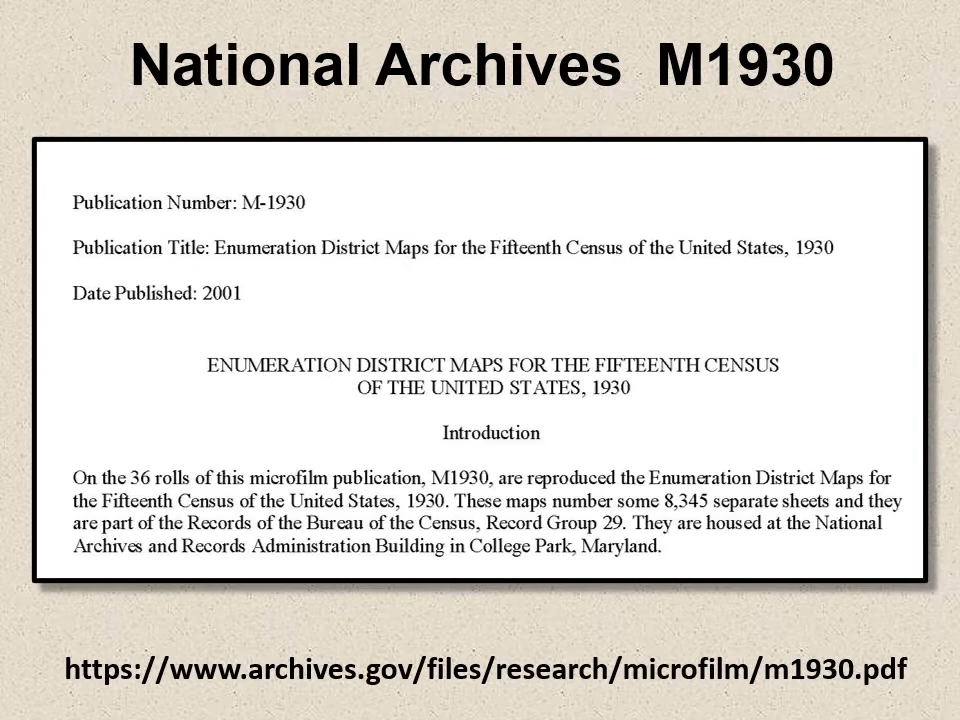 National Archives M1930
Publication Number: M-1930
Publication Title: Enumeration District Maps for the Fifteenth Census of the United States, 1930
Date Published: 2001
ENUMERATION DISTRICT MAPS FOR THE FIFTEENTH CENSUS
OF THE UNITED STATES, 1930
Introduction
On the 36 rolls of this microfilm publication, M1930, are reproduced the Enumeration District Maps for
the Fifteenth Census of the United States, 1930. These maps number some 8,345 separate sheets and they
are part of the Records of the Bureau of the Census, Record Group 29. They are housed at the National
Archives and Records Administration Building in College Park, Maryland.
https://www.archives.gov/files/research/microfilm/m1930.pdf